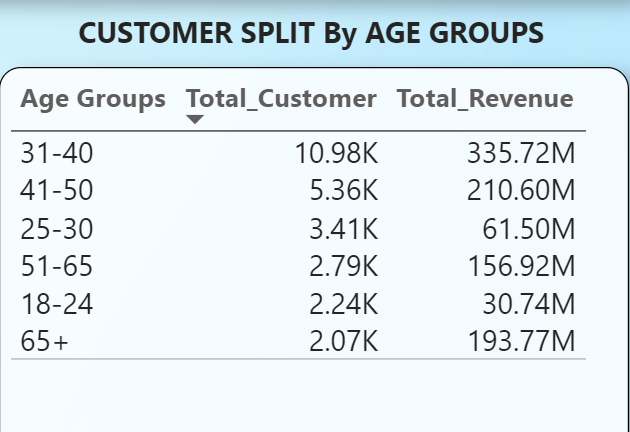 CUSTOMER SPLIT By AGE GROUPS
Age Groups Total_Customer Total_Revenue
31-40 10.98K 335.72M
41-50 5.36K 210.60M
25-30 3.41K 61.50M
51-65 2.79K 156.92M
18-24 2.24K 30.74M
65+ 2.07K 193.77M